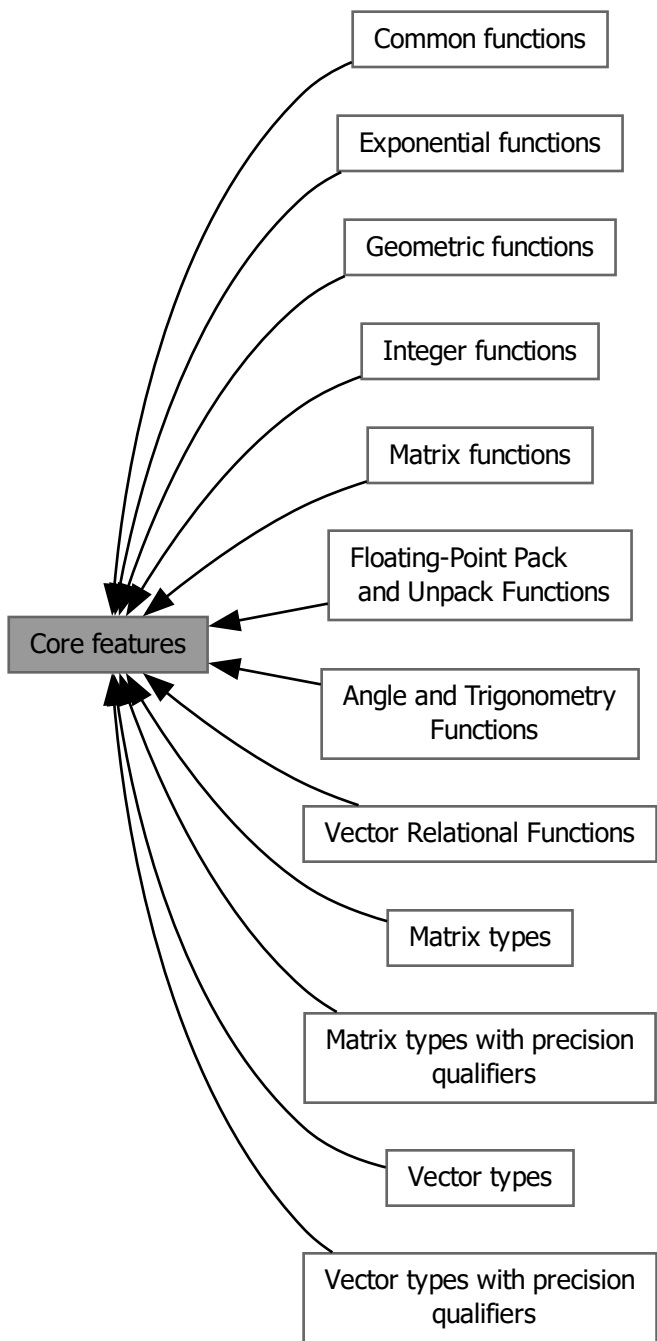 Common functions
Exponential functions
Geometric functions
Integer functions
Matrix functions
Floating-Point Pack
and Unpack Functions
Core features
Angle and Trigonometry
Functions
Vector Relational Functions
Matrix types
Matrix types with precision
qualifiers
Vector types
Vector types with precision
qualifiers